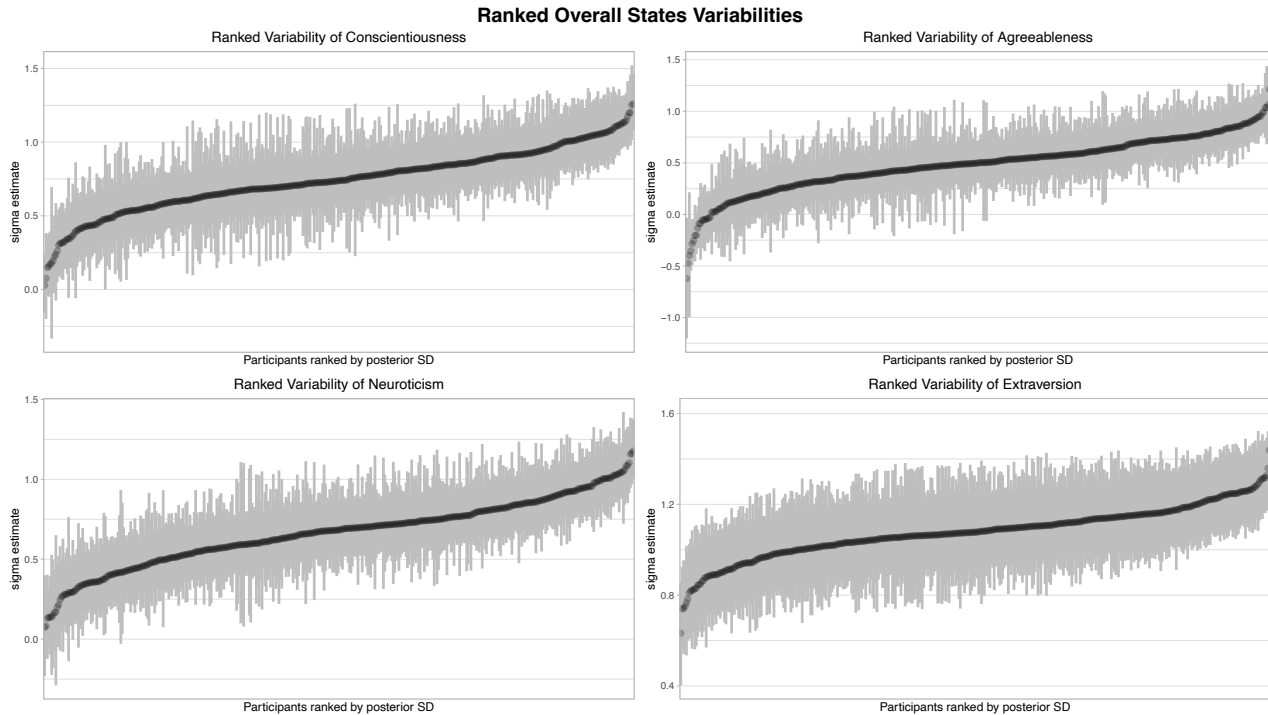 Ranked Overall States Variabilities
Ranked Variability of Conscientiousness
1.5
1.0
0.5
0.0
sigma estimate
Participants ranked by posterior SD
Ranked Variability of Agreeableness
1.5
1.0
0.5
0.0
−0.5
−1.0
sigma estimate
Participants ranked by posterior SD
Ranked Variability of Neuroticism
1.5
1.0
0.5
0.0
sigma estimate
Participants ranked by posterior SD
Ranked Variability of Extraversion
1.6
1.2
0.8
0.4
sigma estimate
Participants ranked by posterior SD